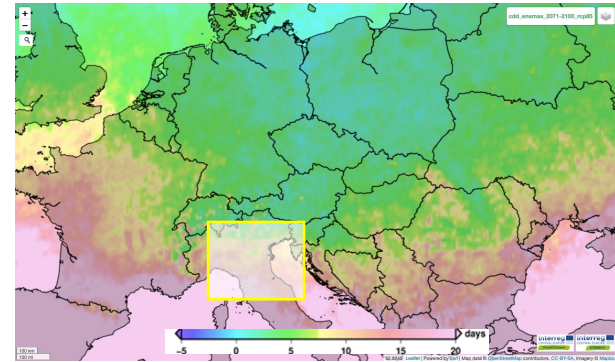 +
−
cdd_ensmax_2071-2100_rcp85
days
−5 0 5 10 15 20
100 km
100 mi
Leaflet | Powered by Esri | Map data © OpenStreetMap contributors, CC-BY-SA, Imagery © Map
interreg interreg